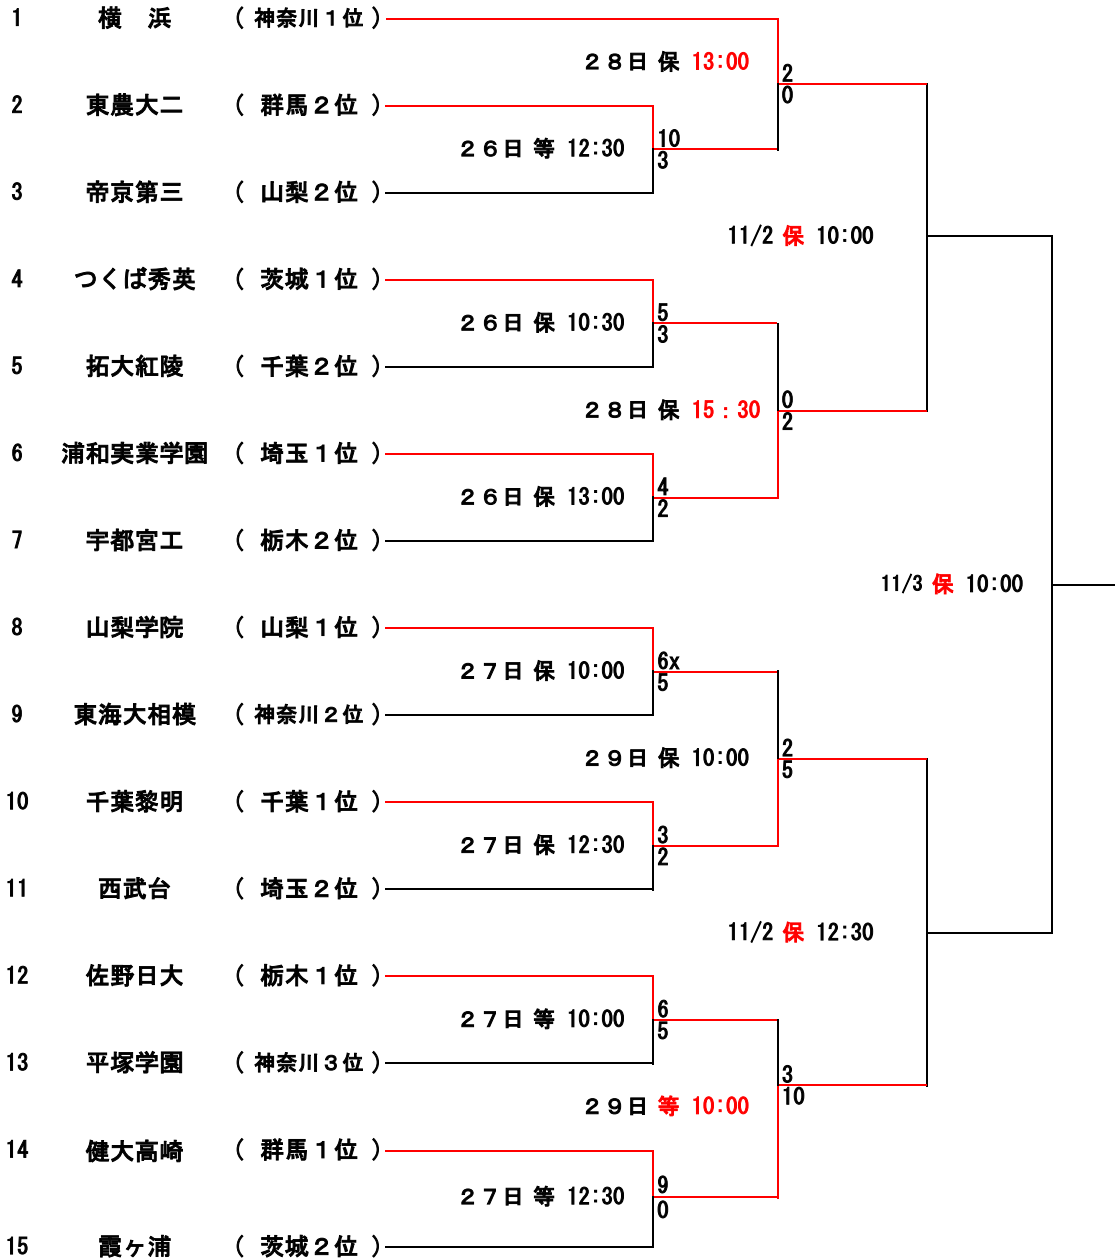 1 横　浜 ( 神奈川１位 )
２８日 保 13:00
2
0
2 東農大二 ( 群馬２位 )
２６日 等 12:30
10
3
3 帝京第三 ( 山梨２位 )
11/2 保 10:00
4 つくば秀英 ( 茨城１位 )
２６日 保 10:30
5
3
5 拓大紅陵 ( 千葉２位 )
２８日 保 15：30
0
2
6 浦和実業学園 ( 埼玉１位 )
２６日 保 13:00
4
2
7 宇都宮工 ( 栃木２位 )
11/3 保 10:00
8 山梨学院 ( 山梨１位 )
２７日 保 10:00
6x
5
9 東海大相模 ( 神奈川２位 )
２９日 保 10:00
2
5
10 千葉黎明 ( 千葉１位 )
２７日 保 12:30
3
2
11 西武台 ( 埼玉２位 )
11/2 保 12:30
12 佐野日大 ( 栃木１位 )
２７日 等 10:00
6
5
13 平塚学園 ( 神奈川３位 )
２９日 等 10:00
3
10
14 健大高崎 ( 群馬１位 )
２７日 等 12:30
9
0
15 霞ヶ浦 ( 茨城２位 )